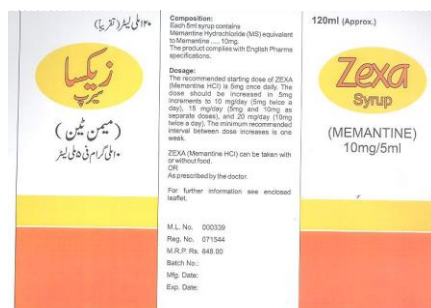 ۱۲۰ ملی لیٹر (تقریباً)
زیکسا
سیرپ
(میمن ٹین)
۱۰ ملی گرام فی ۵ ملی لیٹر
Composition:
Each 5ml syrup contains
Memantine Hydrochloride (MS) equivalent
to Memantine ..... 10mg.
The product complies with English Pharma
specifications.
Dosage:
The recommended starting dose of ZEXA
(Memantine HCl) is 5mg once daily. The
dose should be increased in 5mg
increments to 10 mg/day (5mg twice a
day), 15 mg/day (5mg and 10mg as
separate doses), and 20 mg/day (10mg
twice a day). The minimum recommended
interval between dose increases is one
week.
ZEXA (Memantine HCl) can be taken with
or without food.
OR
As prescribed by the doctor.
For further information see enclosed
leaflet.
M.L. No. 000339
Reg. No. 071544
M.R.P. Rs. 848.00
Batch No.:
Mfg. Date:
Exp. Date:
120ml (Approx.)
Zexa
Syrup
(MEMANTINE)
10mg/5ml